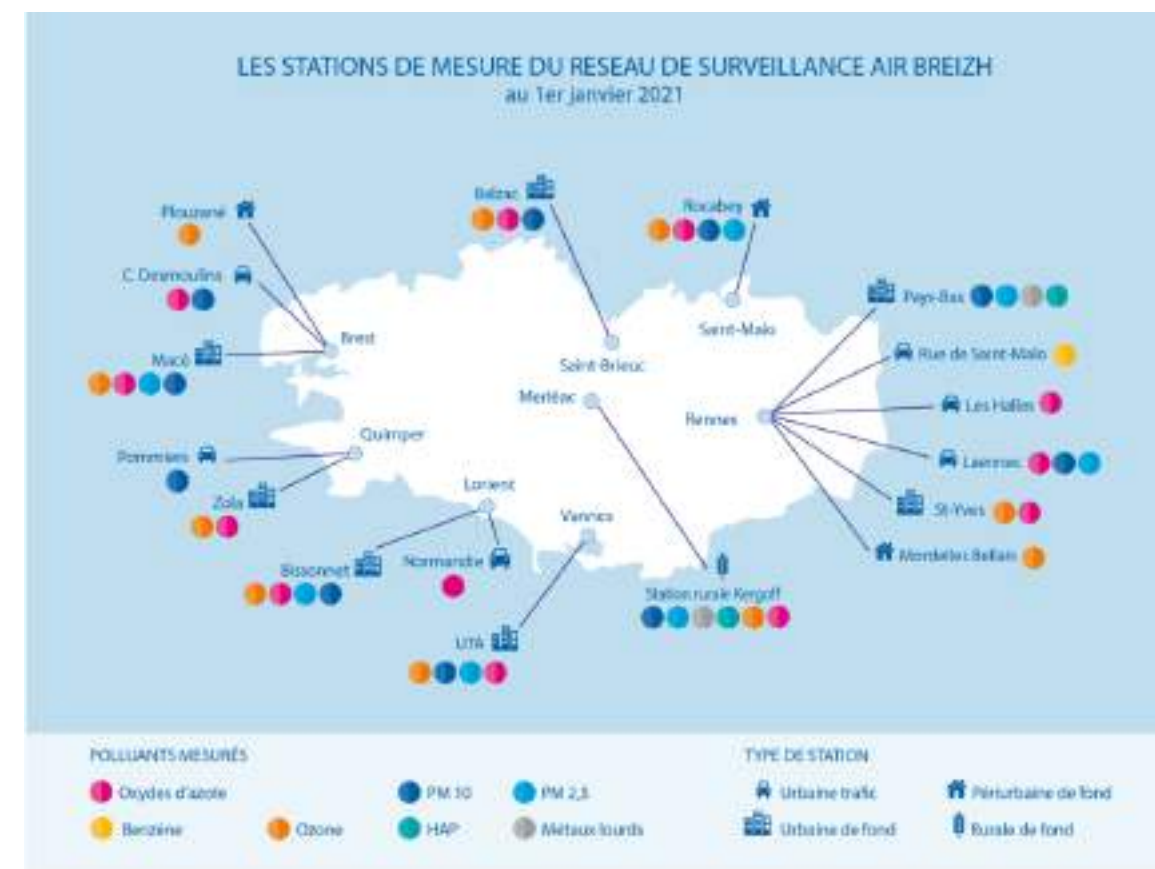 LES STATIONS DE MESURE DU RESEAU DE SURVEILLANCE AIR BREIZH
au 1er janvier 2021
Balzac
Rocabey
Plouzané
C. Desmoulins
Pays-Bas
Brest
Saint-Malo
Macé
Rue de Saint-Malo
Saint-Brieuc
Merléac
Les Halles
Rennes
Quimper
Pommiers
Laennec
Lorient
Zola
St-Yves
Vannes
Mordelles Bellais
Bissonnet
Normandie
Station rurale Kergoff
UTA
POLLUANTS MESURÉS
TYPE DE STATION
Oxydes d'azote
PM 10
PM 2,5
Urbaine trafic
Périurbaine de fond
Benzène
Ozone
HAP
Métaux lourds
Urbaine de fond
Rurale de fond